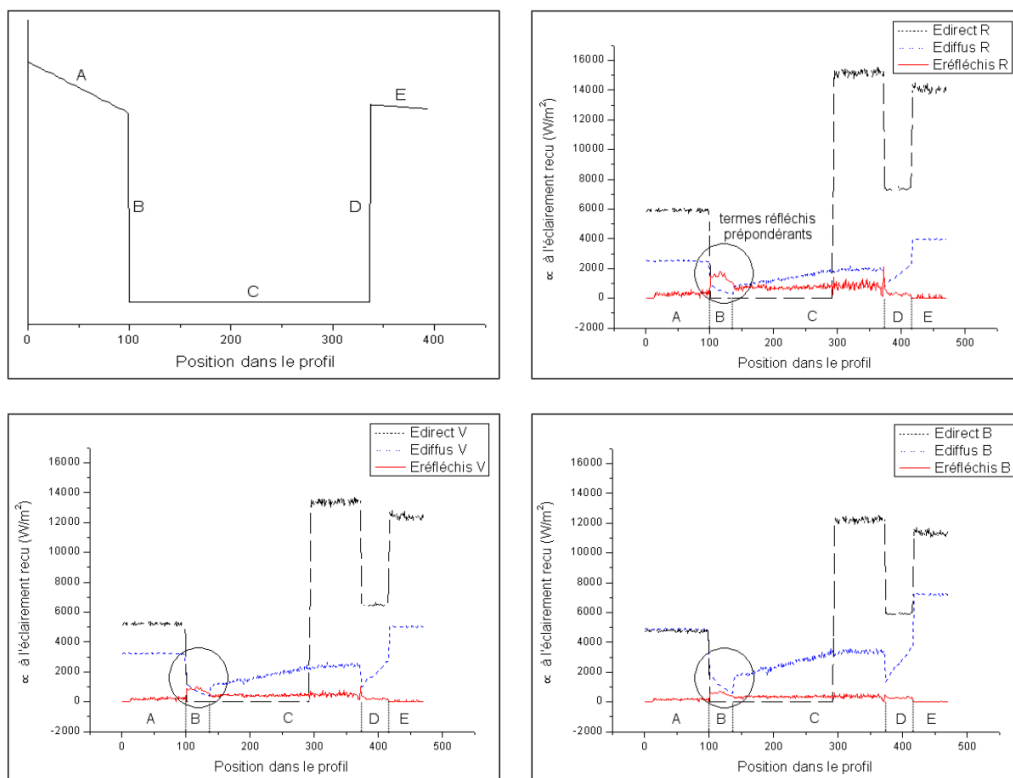 A
E
B
D
C
0
100
200
300
400
Position dans le profil
Edirect R
Ediffus R
Eréfléchis R
16000
14000
12000
10000
8000
6000
4000
2000
0
-2000
∝ à l'éclairement recu (W/m²)
termes réfléchis
prépondérants
A
B
C
D
E
0
100
200
300
400
500
Position dans le profil
Edirect V
Ediffus V
Eréfléchis V
16000
14000
12000
10000
8000
6000
4000
2000
0
-2000
∝ à l'éclairement recu (W/m²)
A
B
C
D
E
0
100
200
300
400
500
Position dans le profil
Edirect B
Ediffus B
Eréfléchis B
16000
14000
12000
10000
8000
6000
4000
2000
0
-2000
∝ à l'éclairement recu (W/m²)
A
B
C
D
E
0
100
200
300
400
500
Position dans le profil